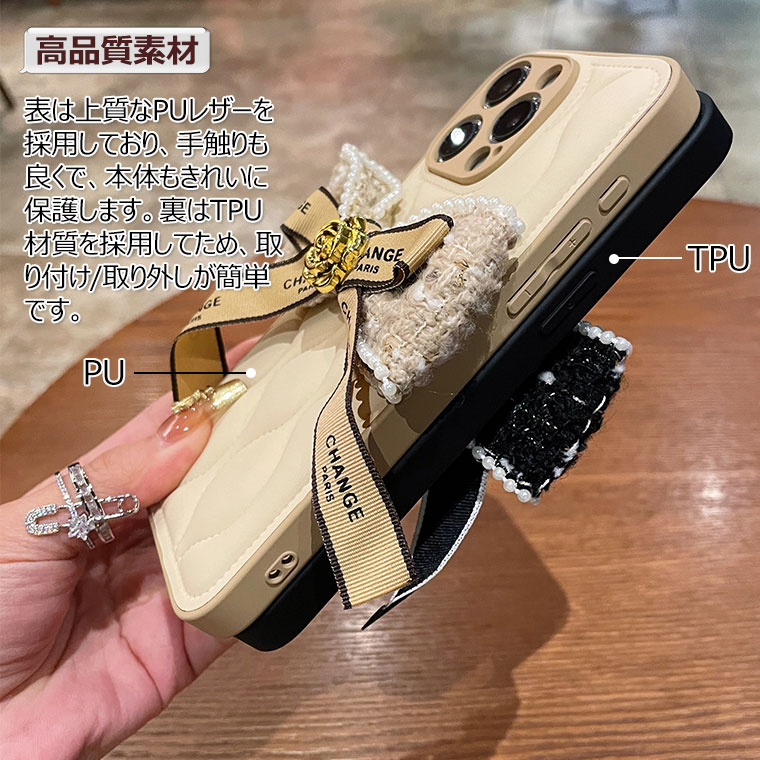 高品質素材
表は上質なPUレザーを
採用しており、手触りも
良くで、本体もきれいに
保護します。裏はTPU
材質を採用してため、取
り付け/取り外しが簡単
です。
TPU
PU
CHANGE
PARIS
CHANGE
PARIS
CHANGE
PARIS